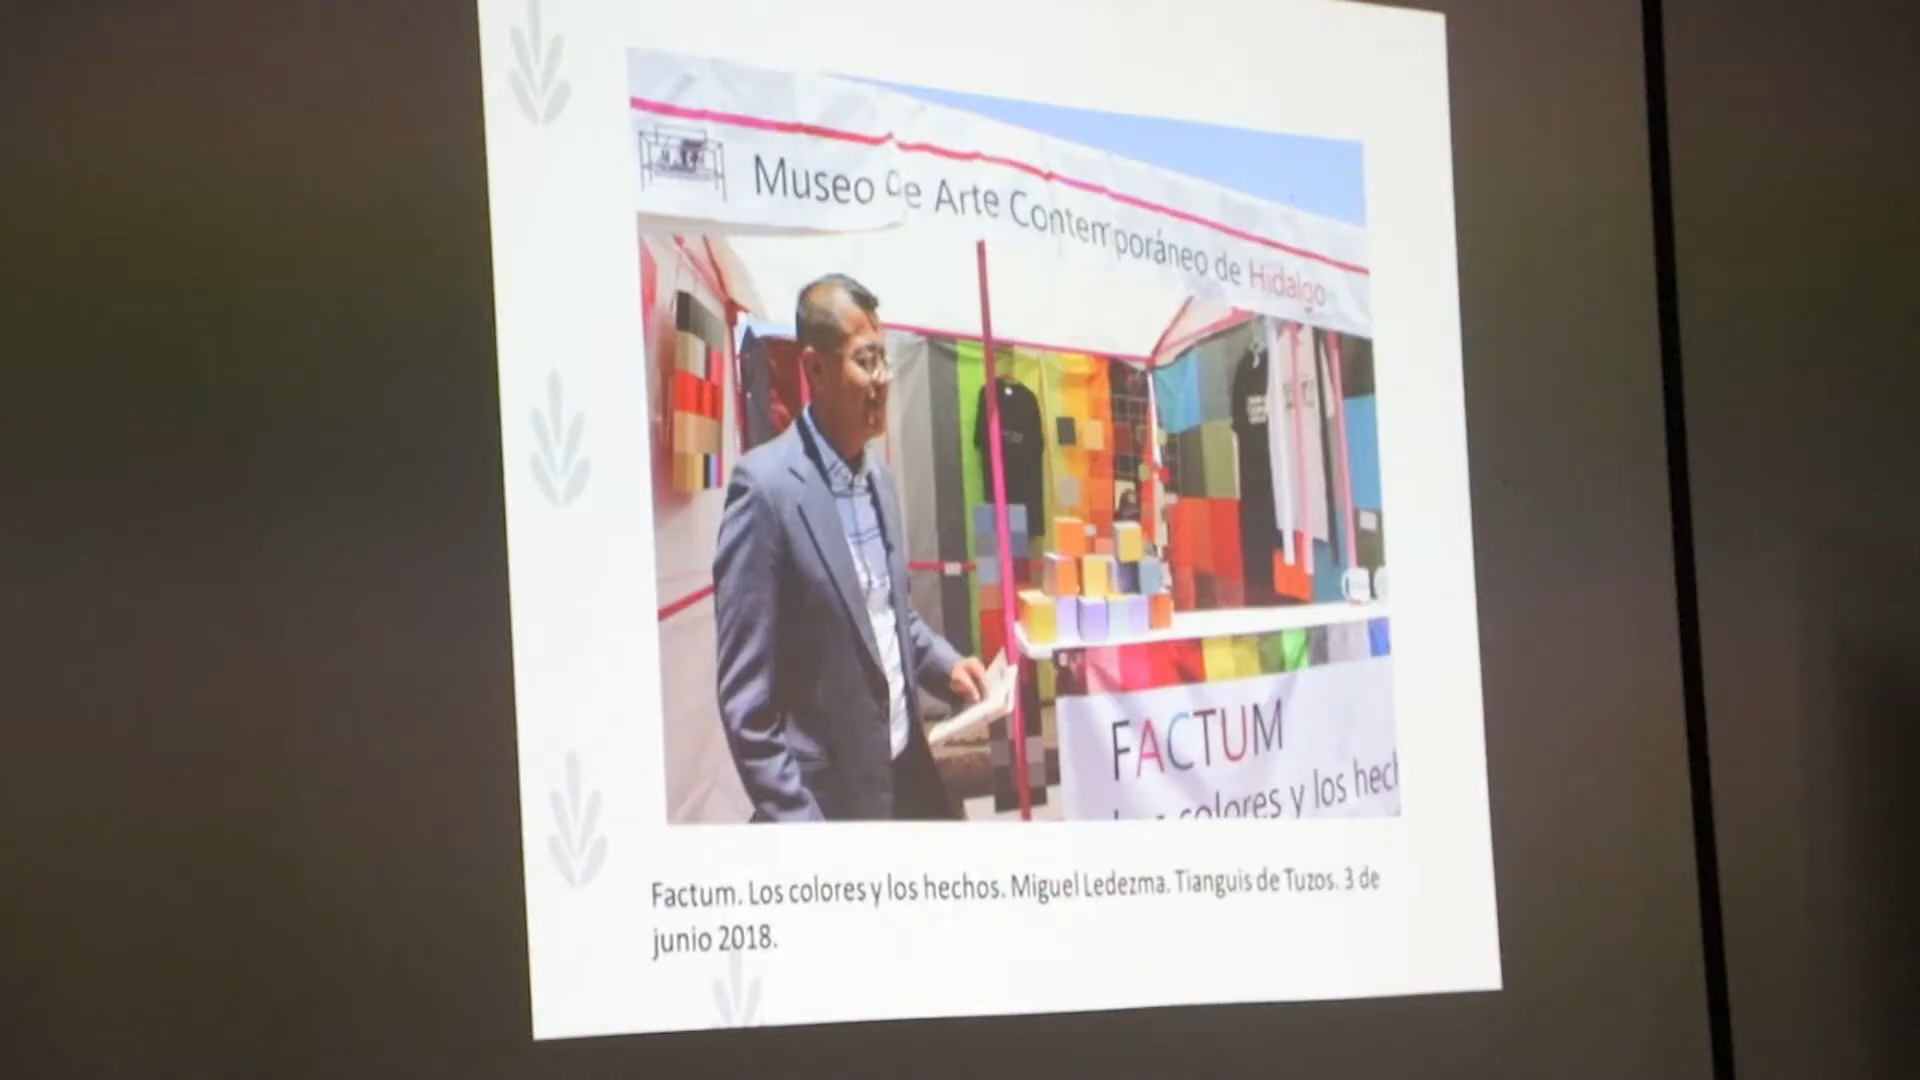 Museo de Arte Contemporáneo de Hidalgo
FACTUM
colores y los hech
Factum. Los colores y los hechos. Miguel Ledezma. Tianguis de Tuzos. 3 de
junio 2018.